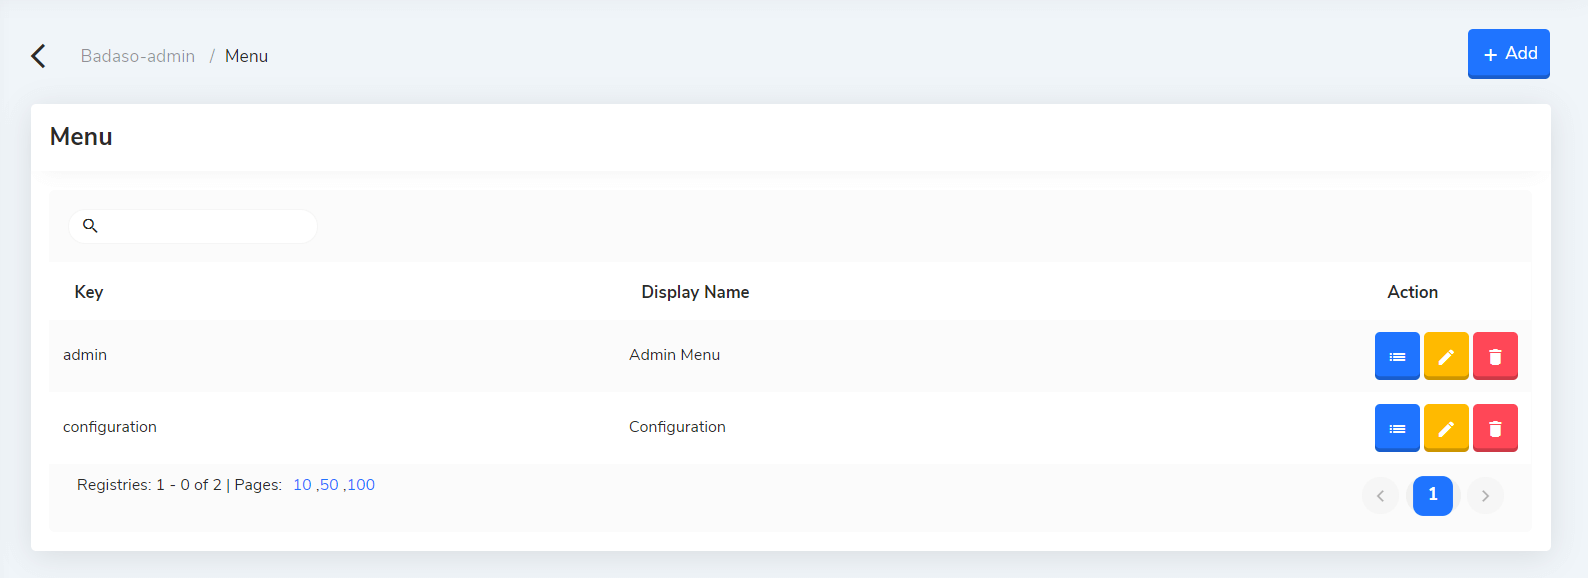 Badaso-admin / Menu
+ Add
Menu
Key Display Name Action
admin Admin Menu
configuration Configuration
Registries: 1 - 0 of 2 | Pages: 10 ,50 ,100
1